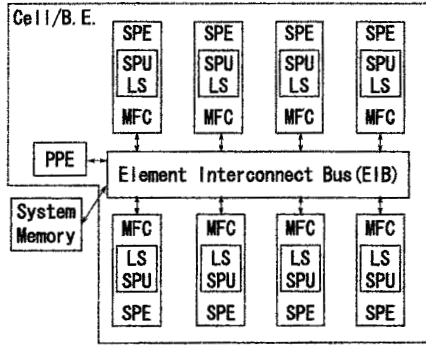 Cell/B.E.
SPE SPE SPE SPE
SPU SPU SPU SPU
LS LS LS LS
MFC MFC MFC MFC
PPE
Element Interconnect Bus(EIB)
System
Memory
MFC MFC MFC MFC
LS LS LS LS
SPU SPU SPU SPU
SPE SPE SPE SPE